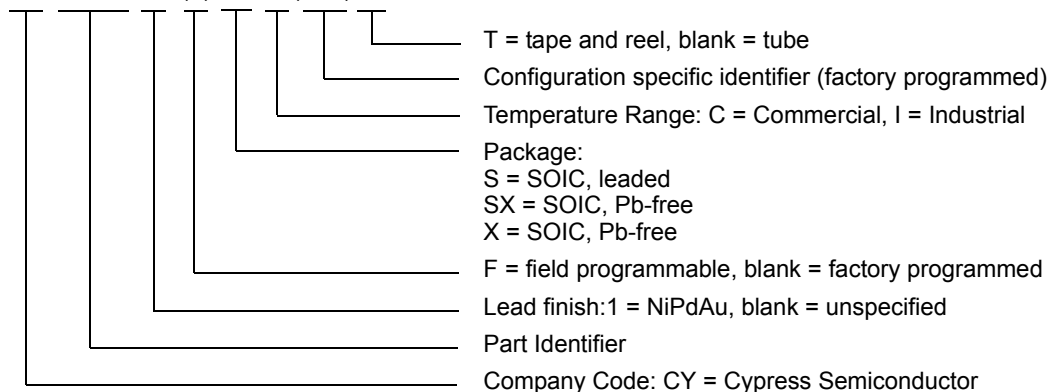 T = tape and reel, blank = tube
Configuration specific identifier (factory programmed)
Temperature Range: C = Commercial, I = Industrial
Package:
S = SOIC, leaded
SX = SOIC, Pb-free
X = SOIC, Pb-free
F = field programmable, blank = factory programmed
Lead finish:1 = NiPdAu, blank = unspecified
Part Identifier
Company Code: CY = Cypress Semiconductor